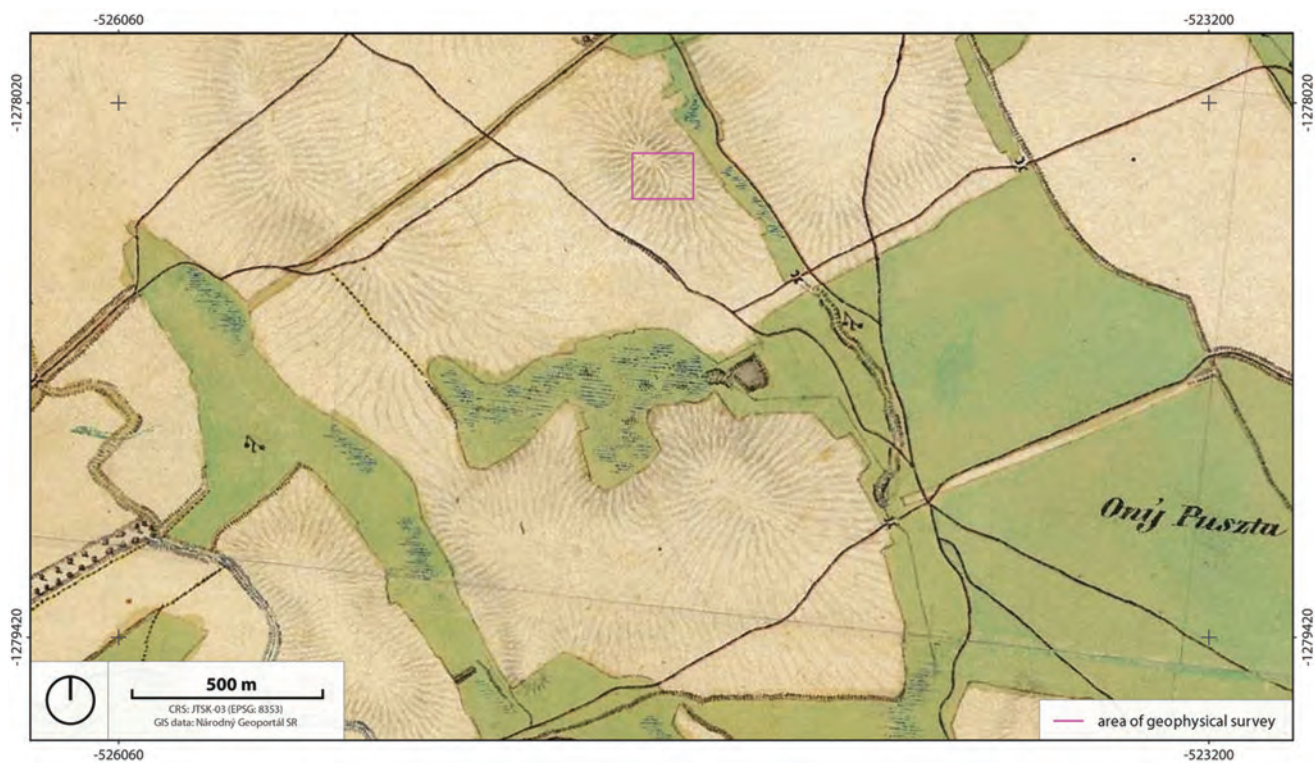 -526060
-523200
-1278020
-1278020
Oný Puszta
-1279420
-1279420
500 m
CRS: JTSK-03 (EPSG: 8353)
GIS data: Národný Geoportál SR
area of geophysical survey
-526060
-523200